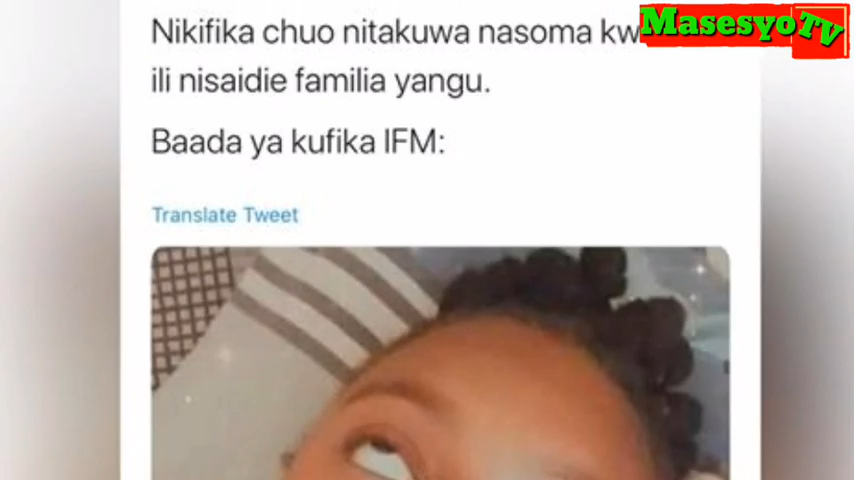 MasesyoTV
Nikifika chuo nitakuwa nasoma
ili nisaidie familia yangu.
Baada ya kufika IFM:
Translate Tweet